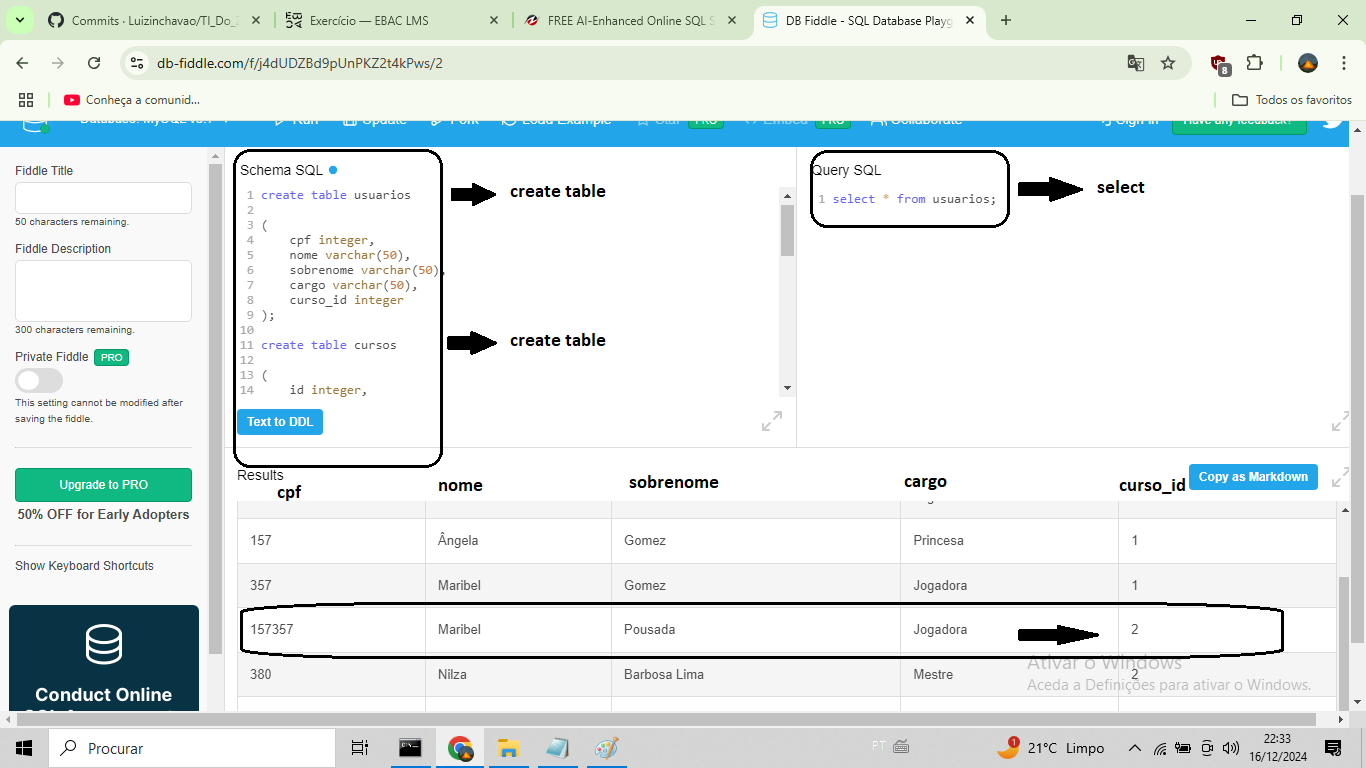 Commits · Luizinchavao/TI_Do_
Exercício — EBAC LMS
FREE AI-Enhanced Online SQL S
DB Fiddle - SQL Database Playg
db-fiddle.com/f/j4dUDZBd9pUnPKZ2t4kPws/2
8
Conheça a comunid...
Todos os favoritos
Database: MySQL v5.7
Run
Update
Fork
Load Example
Star
PRO
Embed
PRO
Collaborate
Sign in
Have any feedback?
Fiddle Title
50 characters remaining.
Fiddle Description
300 characters remaining.
Private Fiddle PRO
This setting cannot be modified after
saving the fiddle.
Upgrade to PRO
50% OFF for Early Adopters
Show Keyboard Shortcuts
Conduct Online
Schema SQL
1 create table usuarios
2
3 (
4 cpf integer,
5 nome varchar(50),
6 sobrenome varchar(50),
7 cargo varchar(50),
8 curso_id integer
9 );
10
11 create table cursos
12
13 (
14 id integer,
create table
create table
Text to DDL
Query SQL
1 select * from usuarios;
select
Results
Copy as Markdown
cpf nome sobrenome cargo curso_id
157 Ângela Gomez Princesa 1
357 Maribel Gomez Jogadora 1
157357 Maribel Pousada Jogadora 2
380 Nilza Barbosa Lima Mestre 2
Ativar o Windows
Aceda a Definições para ativar o Windows.
Procurar
PT
1
21°C Limpo
22:33
16/12/2024